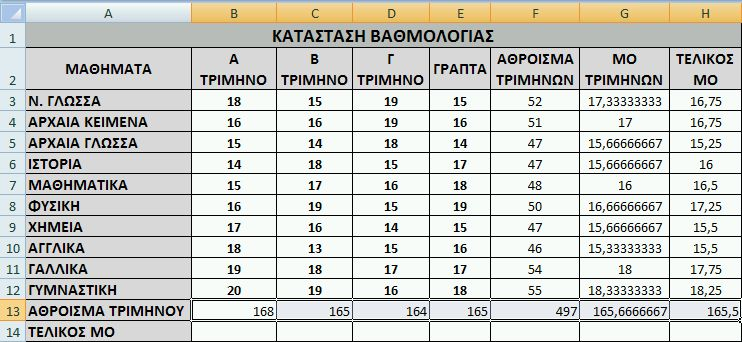 A B C D E F G H
1 ΚΑΤΑΣΤΑΣΗ ΒΑΘΜΟΛΟΓΙΑΣ
2 ΜΑΘΗΜΑΤΑ Α ΤΡΙΜΗΝΟ Β ΤΡΙΜΗΝΟ Γ ΤΡΙΜΗΝΟ ΓΡΑΠΤΑ ΑΘΡΟΙΣΜΑ ΤΡΙΜΗΝΩΝ ΜΟ ΤΡΙΜΗΝΩΝ ΤΕΛΙΚΟΣ ΜΟ
3 Ν. ΓΛΩΣΣΑ 18 15 19 15 52 17,33333333 16,75
4 ΑΡΧΑΙΑ ΚΕΙΜΕΝΑ 16 16 19 16 51 17 16,75
5 ΑΡΧΑΙΑ ΓΛΩΣΣΑ 15 14 18 14 47 15,66666667 15,25
6 ΙΣΤΟΡΙΑ 14 18 15 17 47 15,66666667 16
7 ΜΑΘΗΜΑΤΙΚΑ 15 17 16 18 48 16 16,5
8 ΦΥΣΙΚΗ 16 19 15 19 50 16,66666667 17,25
9 ΧΗΜΕΙΑ 17 16 14 15 47 15,66666667 15,5
10 ΑΓΓΛΙΚΑ 18 13 15 16 46 15,33333333 15,5
11 ΓΑΛΛΙΚΑ 19 18 17 17 54 18 17,75
12 ΓΥΜΝΑΣΤΙΚΗ 20 19 16 18 55 18,33333333 18,25
13 ΑΘΡΟΙΣΜΑ ΤΡΙΜΗΝΟΥ 168 165 164 165 497 165,6666667 165,5
14 ΤΕΛΙΚΟΣ ΜΟ